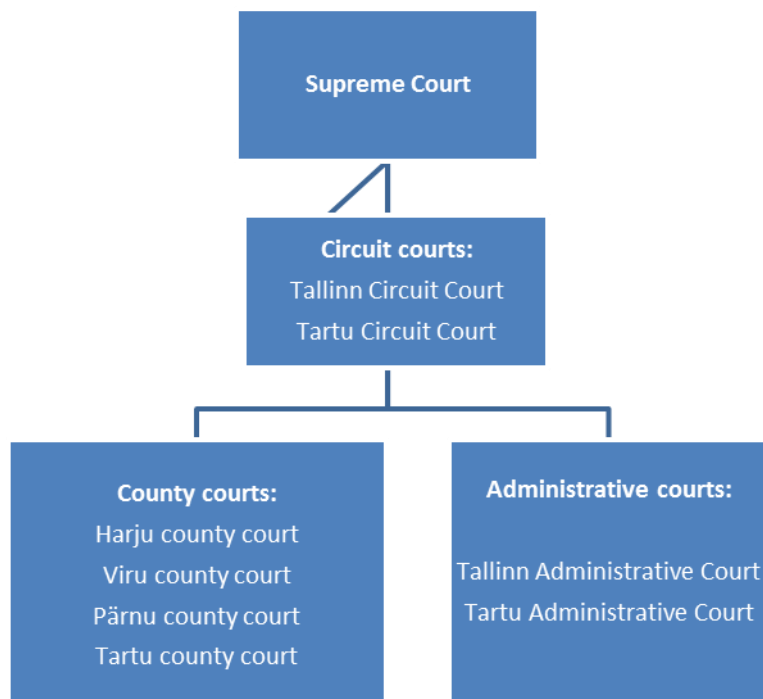 Supreme Court
Circuit courts:
Tallinn Circuit Court
Tartu Circuit Court
County courts:
Harju county court
Viru county court
Pärnu county court
Tartu county court
Administrative courts:
Tallinn Administrative Court
Tartu Administrative Court